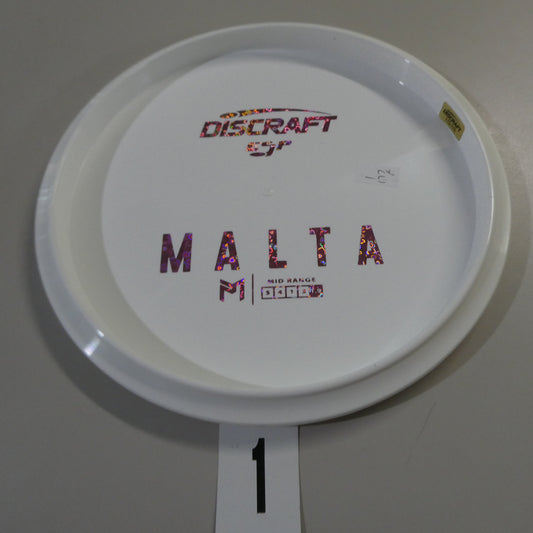 DISCRAFT
ESP
MALTA
MID RANGE
1